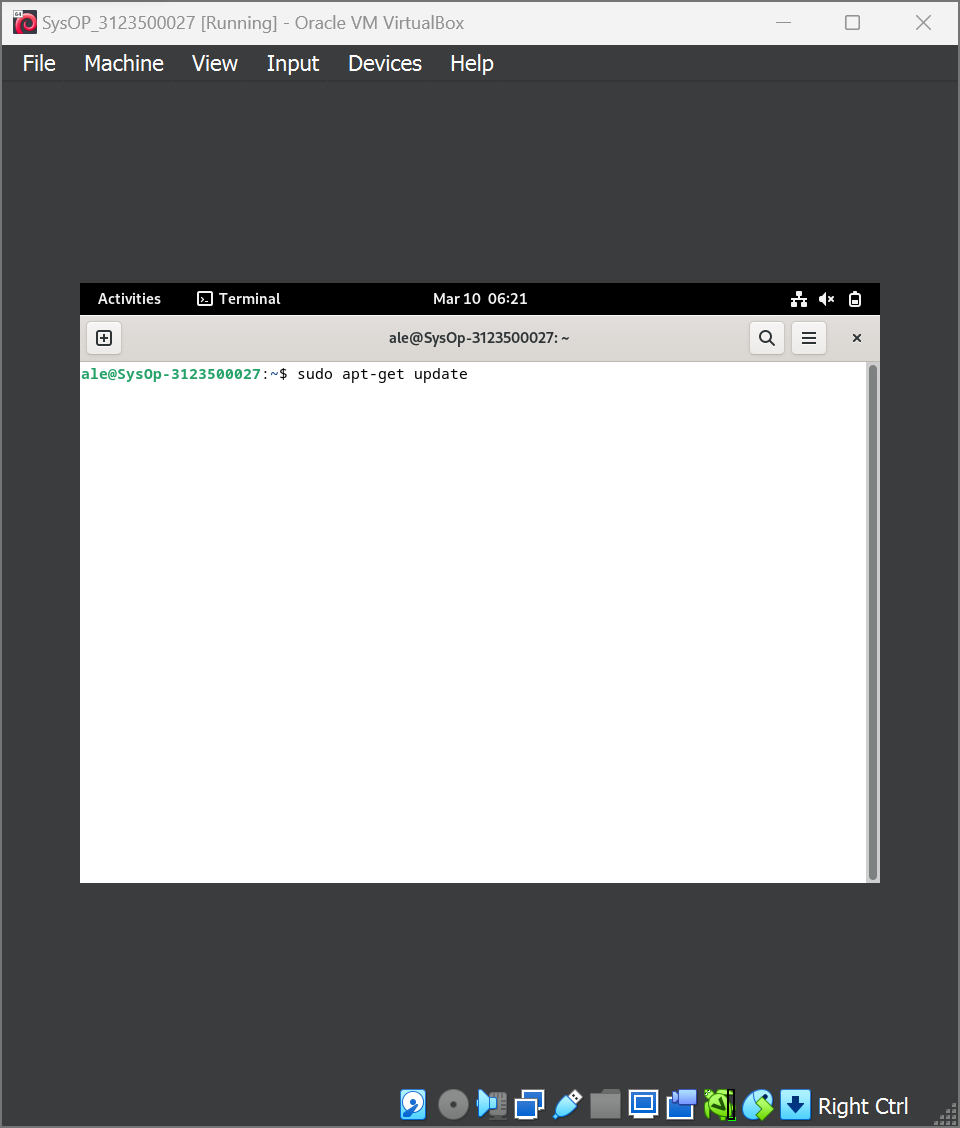 SysOP_3123500027 [Running] - Oracle VM VirtualBox
File Machine View Input Devices Help
Activities Terminal Mar 10 06:21
ale@SysOp-3123500027: ~
ale@SysOp-3123500027:~$ sudo apt-get update
Right Ctrl